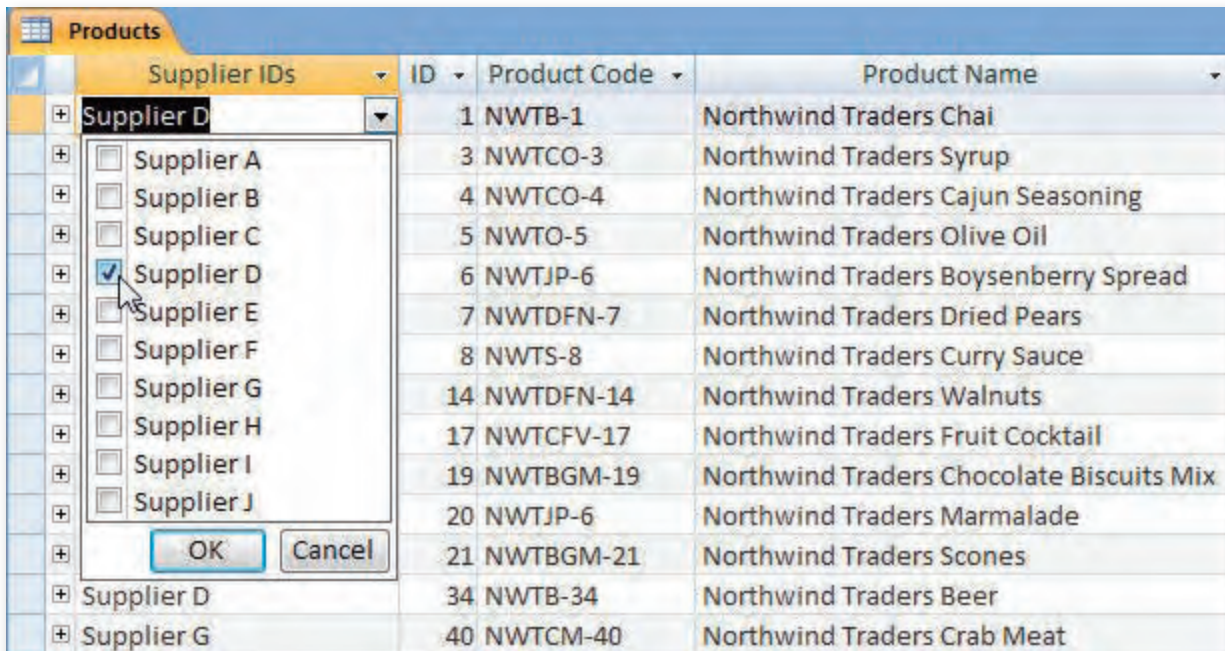 Products
Supplier IDs ID Product Code Product Name
Supplier D 1 NWTB-1 Northwind Traders Chai
Supplier A 3 NWTCO-3 Northwind Traders Syrup
Supplier B 4 NWTCO-4 Northwind Traders Cajun Seasoning
Supplier C 5 NWTO-5 Northwind Traders Olive Oil
Supplier D 6 NWTJP-6 Northwind Traders Boysenberry Spread
Supplier E 7 NWTDFN-7 Northwind Traders Dried Pears
Supplier F 8 NWTS-8 Northwind Traders Curry Sauce
Supplier G 14 NWTDFN-14 Northwind Traders Walnuts
Supplier H 17 NWTCFV-17 Northwind Traders Fruit Cocktail
Supplier I 19 NWTBGM-19 Northwind Traders Chocolate Biscuits Mix
Supplier J 20 NWTJP-6 Northwind Traders Marmalade
OK Cancel 21 NWTBGM-21 Northwind Traders Scones
Supplier D 34 NWTB-34 Northwind Traders Beer
Supplier G 40 NWTCM-40 Northwind Traders Crab Meat